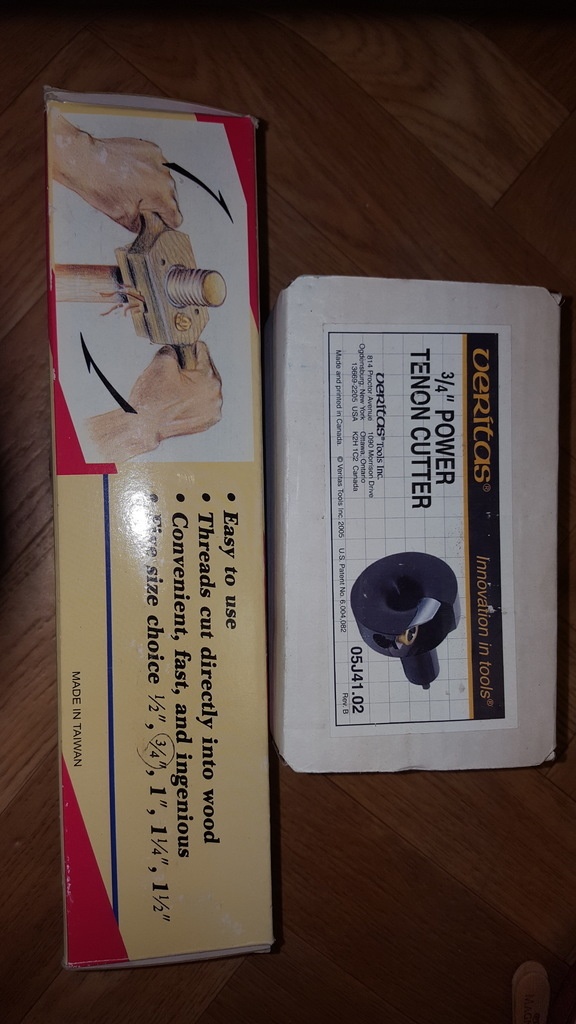 • Easy to use
• Threads cut directly into wood
• Convenient, fast, and ingenious
• Five size choice ½", ¾", 1", 1¼", 1½"
MADE IN TAIWAN
veritas® Innovation in tools®
3/4" POWER
TENON CUTTER
veritas® Tools Inc.
814 Proctor Avenue 1090 Morrison Drive
Ogdensburg, New York Ottawa, Ontario
13669-2205 USA K2H 1C2 Canada
Made and printed in Canada. © Veritas Tools Inc. 2005 U.S. Patent No. 6,004,082
05J41.02
Rev. B